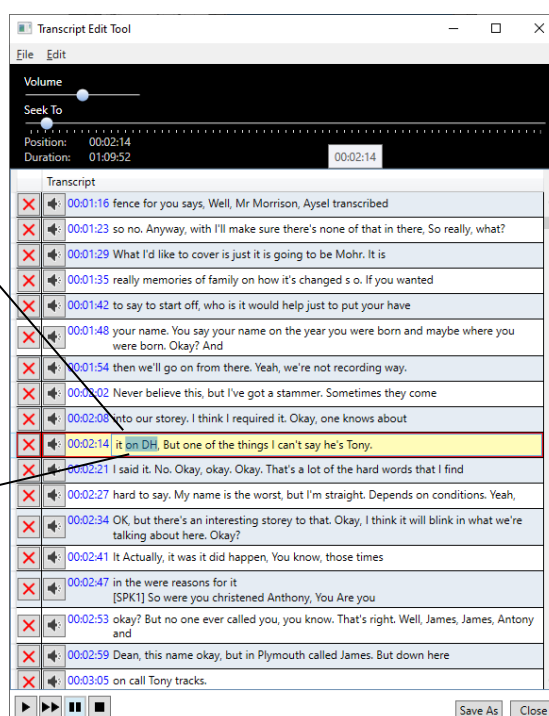 Transcript Edit Tool
File Edit
Volume
Seek To
Position: 00:02:14
Duration: 01:09:52
00:02:14
Transcript
00:01:16 fence for you says, Well, Mr Morrison, Aysel transcribed
00:01:23 so no. Anyway, with I'll make sure there's none of that in there, So really, what?
00:01:29 What I'd like to cover is just it is going to be Mohr. It is
00:01:35 really memories of family on how it's changed s o. If you wanted
00:01:42 to say to start off, who is it would help just to put your have
00:01:48 your name. You say your name on the year you were born and maybe where you
were born. Okay? And
00:01:54 then we'll go on from there. Yeah, we're not recording way.
00:02:02 Never believe this, but I've got a stammer. Sometimes they come
00:02:08 into our storey. I think I required it. Okay, one knows about
00:02:14 it on DH, But one of the things I can't say he's Tony.
00:02:21 I said it. No. Okay, okay. Okay. That's a lot of the hard words that I find
00:02:27 hard to say. My name is the worst, but I'm straight. Depends on conditions. Yeah,
00:02:34 OK, but there's an interesting storey to that. Okay, I think it will blink in what we're
talking about here. Okay?
00:02:41 It Actually, it was it did happen, You know, those times
00:02:47 in the were reasons for it
[SPK1] So were you christened Anthony, You Are you
00:02:53 okay? But no one ever called you, you know. That's right. Well, James, James, Antony
and
00:02:59 Dean, this name okay, but in Plymouth called James. But down here
00:03:05 on call Tony tracks.
Save As Close